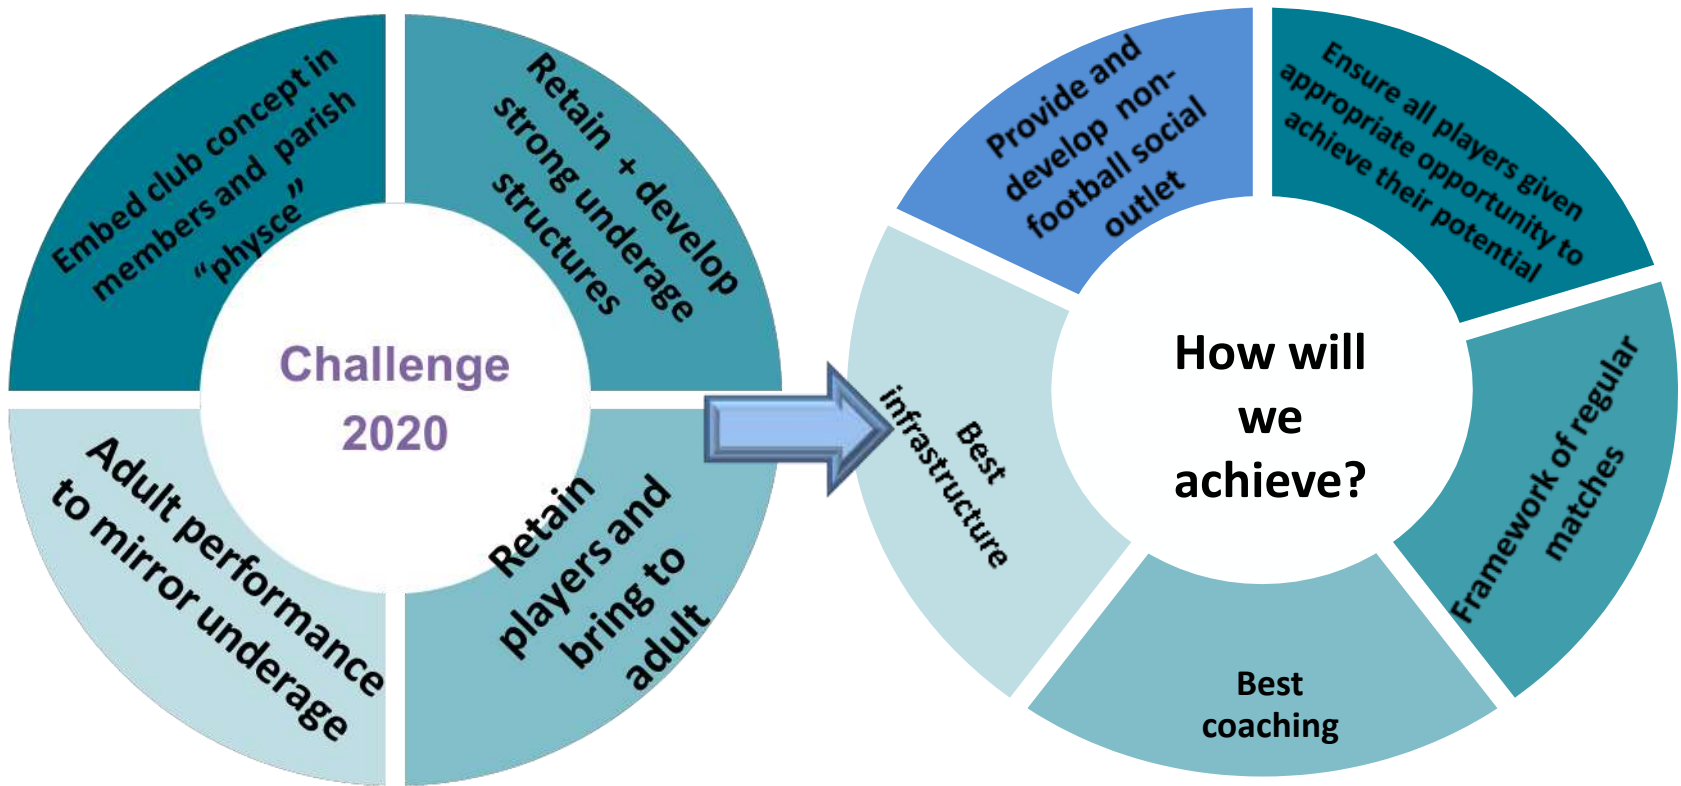 Embed club concept in
members and parish
“physce”
Retain + develop
strong underage
structures
Challenge
2020
Adult performance
to mirror underage
Retain
players and
bring to
adult
Provide and
develop non-
football social
outlet
Ensure all players given
appropriate opportunity to
achieve their potential
How will
we
achieve?
Best
infrastructure
Framework of regular
matches
Best
coaching